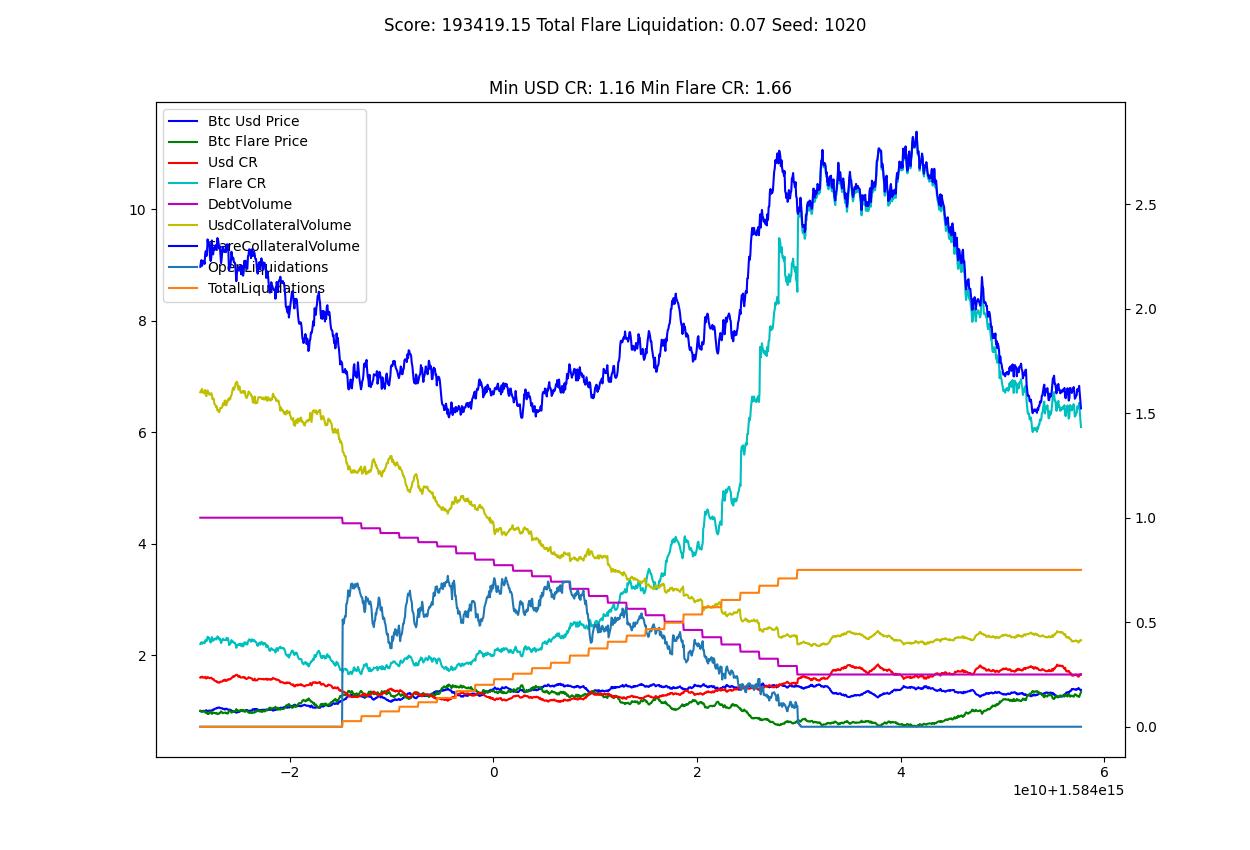 Score: 193419.15 Total Flare Liquidation: 0.07 Seed: 1020
Min USD CR: 1.16 Min Flare CR: 1.66
Btc Usd Price
Btc Flare Price
Usd CR
Flare CR
DebtVolume
UsdCollateralVolume
FlareCollateralVolume
OpenLiquidations
TotalLiquidations
10
8
6
4
2
2.5
2.0
1.5
1.0
0.5
0.0
−2
0
2
4
6
1e10+1.584e15